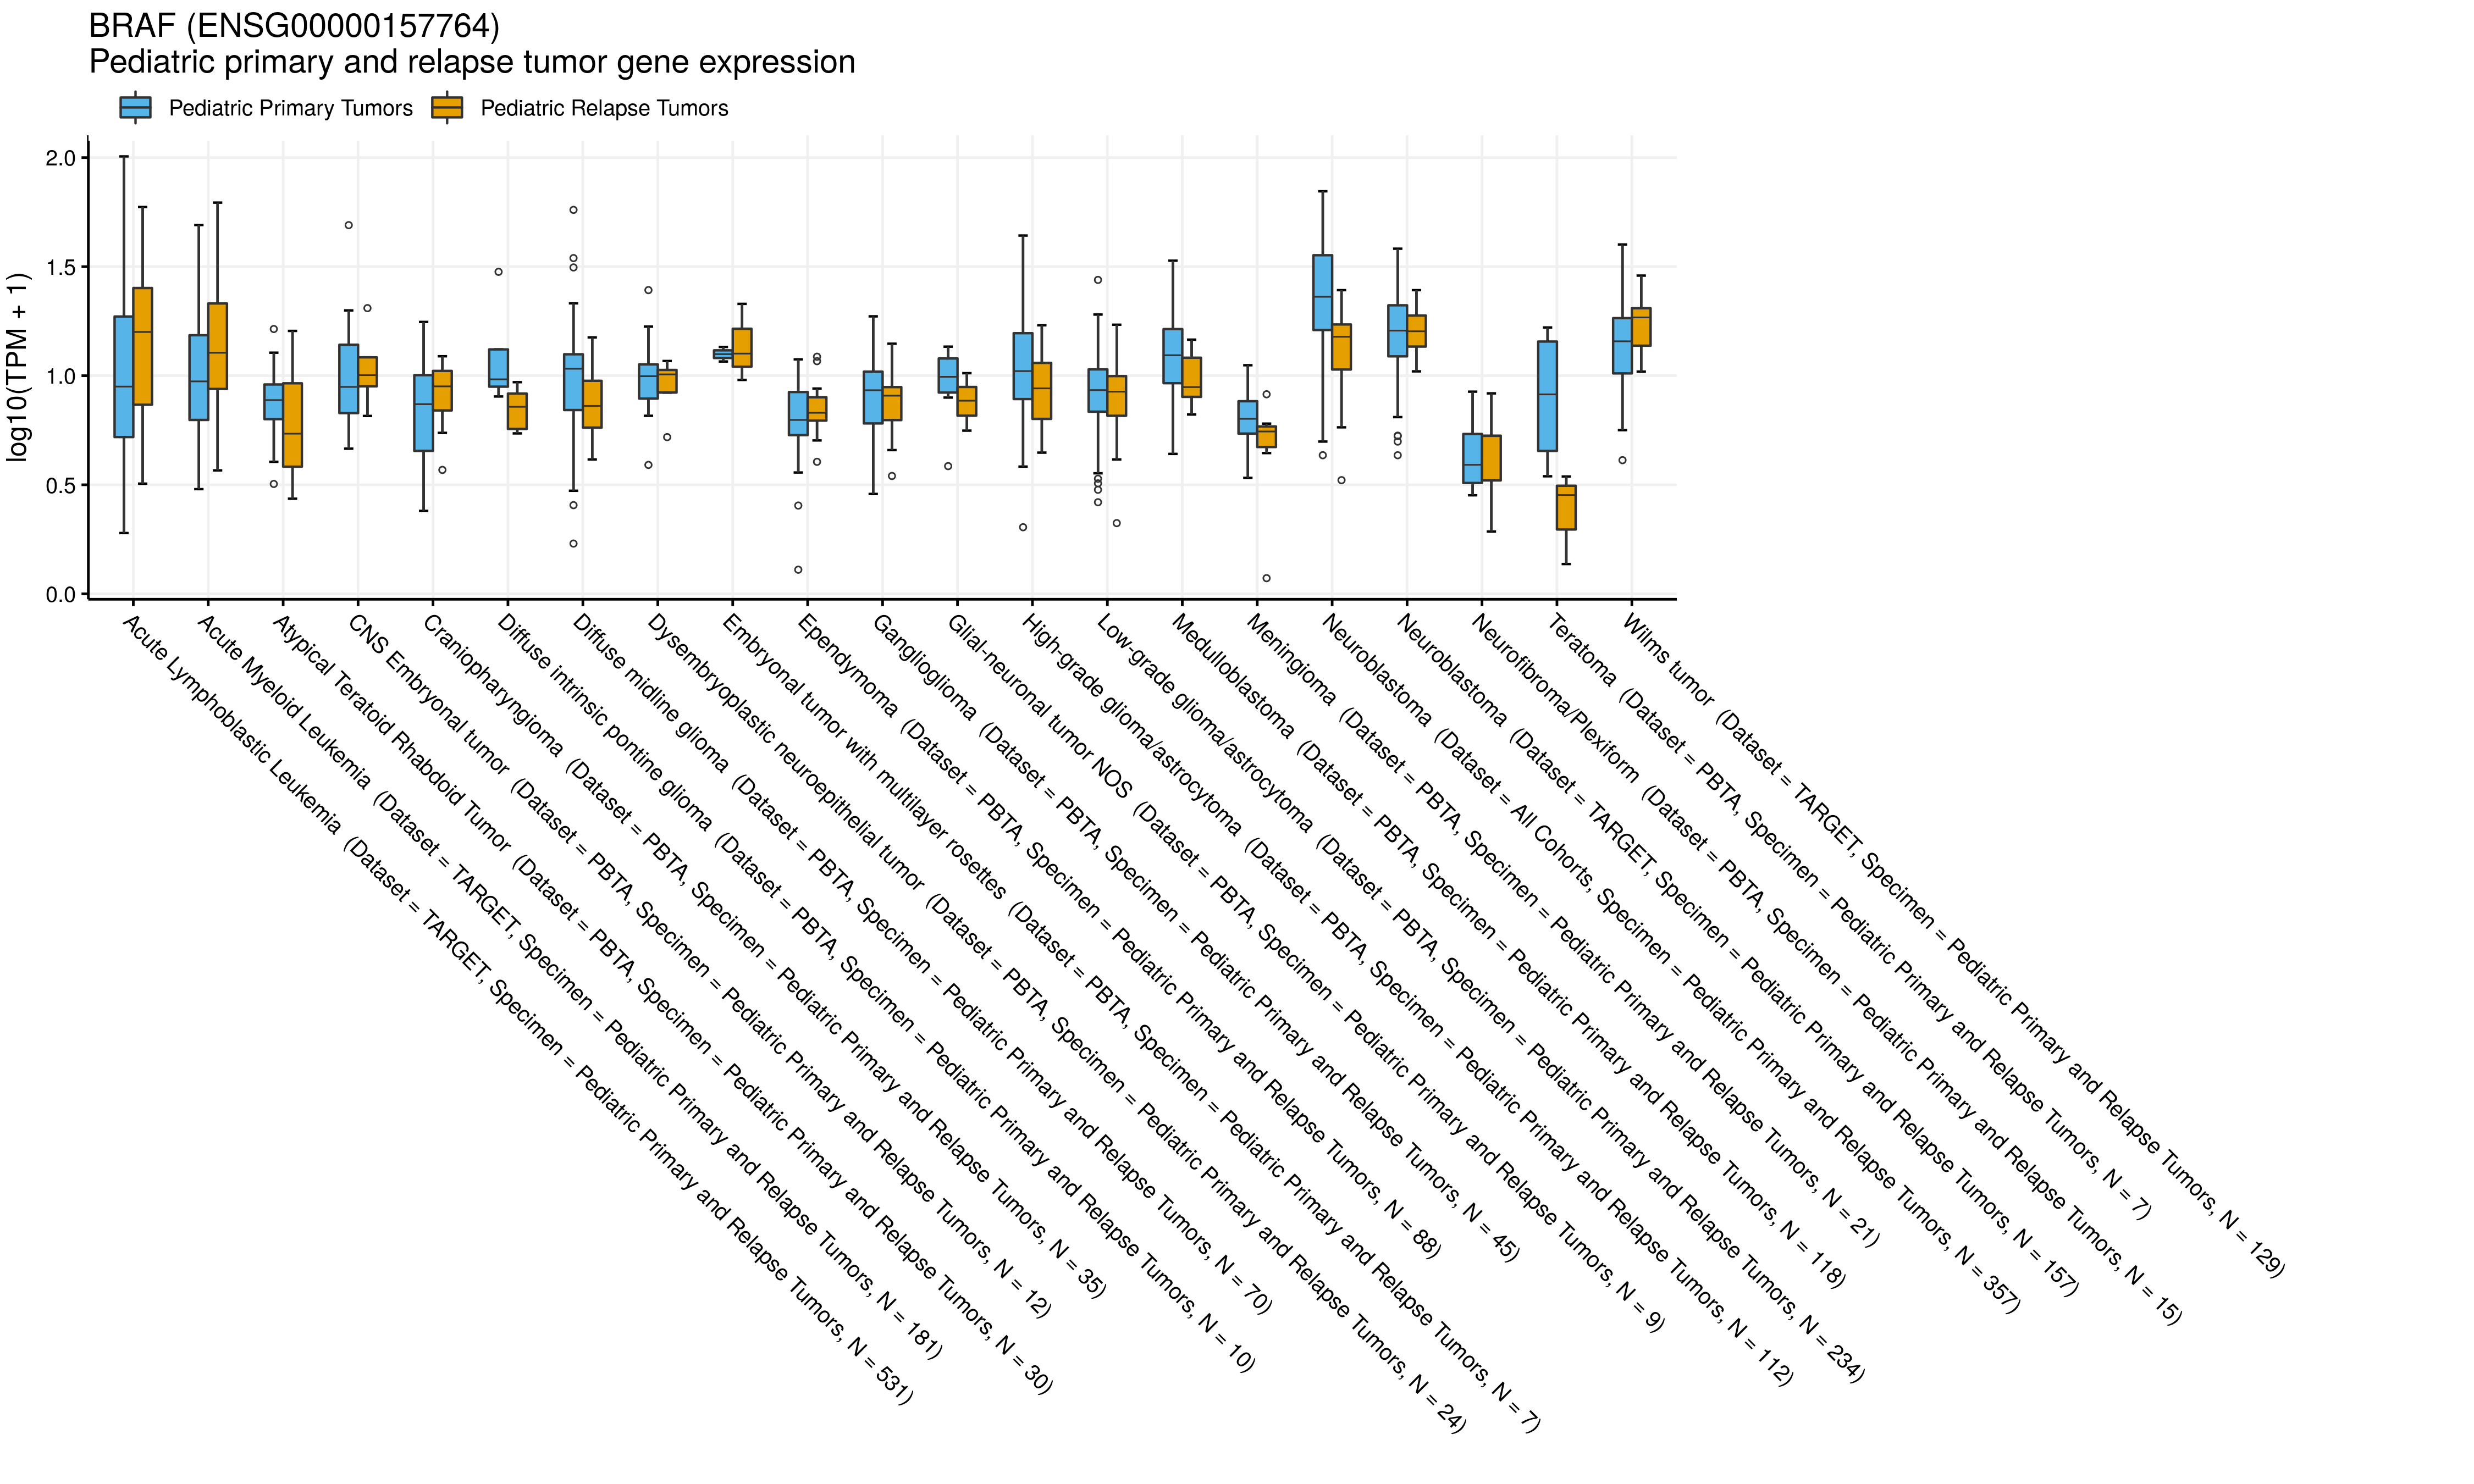 BRAF (ENSG00000157764)
Pediatric primary and relapse tumor gene expression
Pediatric Primary Tumors
Pediatric Relapse Tumors
log10(TPM + 1)
2.0
1.5
1.0
0.5
0.0
Acute Lymphoblastic Leukemia (Dataset = TARGET, Specimen = Pediatric Primary and Relapse Tumors, N = 531)
Acute Myeloid Leukemia (Dataset = TARGET, Specimen = Pediatric Primary and Relapse Tumors, N = 181)
Atypical Teratoid Rhabdoid Tumor (Dataset = PBTA, Specimen = Pediatric Primary and Relapse Tumors, N = 30)
CNS Embryonal tumor (Dataset = PBTA, Specimen = Pediatric Primary and Relapse Tumors, N = 12)
Craniopharyngioma (Dataset = PBTA, Specimen = Pediatric Primary and Relapse Tumors, N = 35)
Diffuse intrinsic pontine glioma (Dataset = PBTA, Specimen = Pediatric Primary and Relapse Tumors, N = 10)
Diffuse midline glioma (Dataset = PBTA, Specimen = Pediatric Primary and Relapse Tumors, N = 70)
Dysembryoplastic neuroepithelial tumor (Dataset = PBTA, Specimen = Pediatric Primary and Relapse Tumors, N = 24)
Embryonal tumor with multilayer rosettes (Dataset = PBTA, Specimen = Pediatric Primary and Relapse Tumors, N = 7)
Ependymoma (Dataset = PBTA, Specimen = Pediatric Primary and Relapse Tumors, N = 88)
Ganglioglioma (Dataset = PBTA, Specimen = Pediatric Primary and Relapse Tumors, N = 45)
Glial-neuronal tumor NOS (Dataset = PBTA, Specimen = Pediatric Primary and Relapse Tumors, N = 9)
High-grade glioma/astrocytoma (Dataset = PBTA, Specimen = Pediatric Primary and Relapse Tumors, N = 112)
Low-grade glioma/astrocytoma (Dataset = PBTA, Specimen = Pediatric Primary and Relapse Tumors, N = 234)
Medulloblastoma (Dataset = PBTA, Specimen = Pediatric Primary and Relapse Tumors, N = 118)
Meningioma (Dataset = PBTA, Specimen = Pediatric Primary and Relapse Tumors, N = 21)
Neuroblastoma (Dataset = All Cohorts, Specimen = Pediatric Primary and Relapse Tumors, N = 357)
Neuroblastoma (Dataset = TARGET, Specimen = Pediatric Primary and Relapse Tumors, N = 157)
Neurofibroma/Plexiform (Dataset = PBTA, Specimen = Pediatric Primary and Relapse Tumors, N = 15)
Teratoma (Dataset = PBTA, Specimen = Pediatric Primary and Relapse Tumors, N = 7)
Wilms tumor (Dataset = TARGET, Specimen = Pediatric Primary and Relapse Tumors, N = 129)